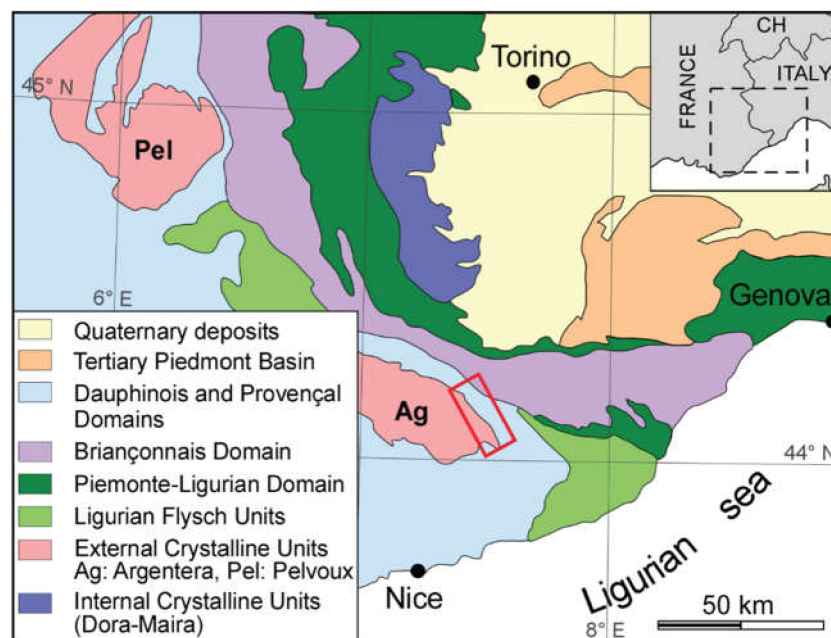 CH
FRANCE
ITALY
Torino
45° N
Pel
6° E
Genova
Ag
44° N
Ligurian sea
Nice
8° E
50 km
Quaternary deposits
Tertiary Piedmont Basin
Dauphinois and Provençal
Domains
Briançonnais Domain
Piemonte-Ligurian Domain
Ligurian Flysch Units
External Crystalline Units
Ag: Argentera, Pel: Pelvoux
Internal Crystalline Units
(Dora-Maira)